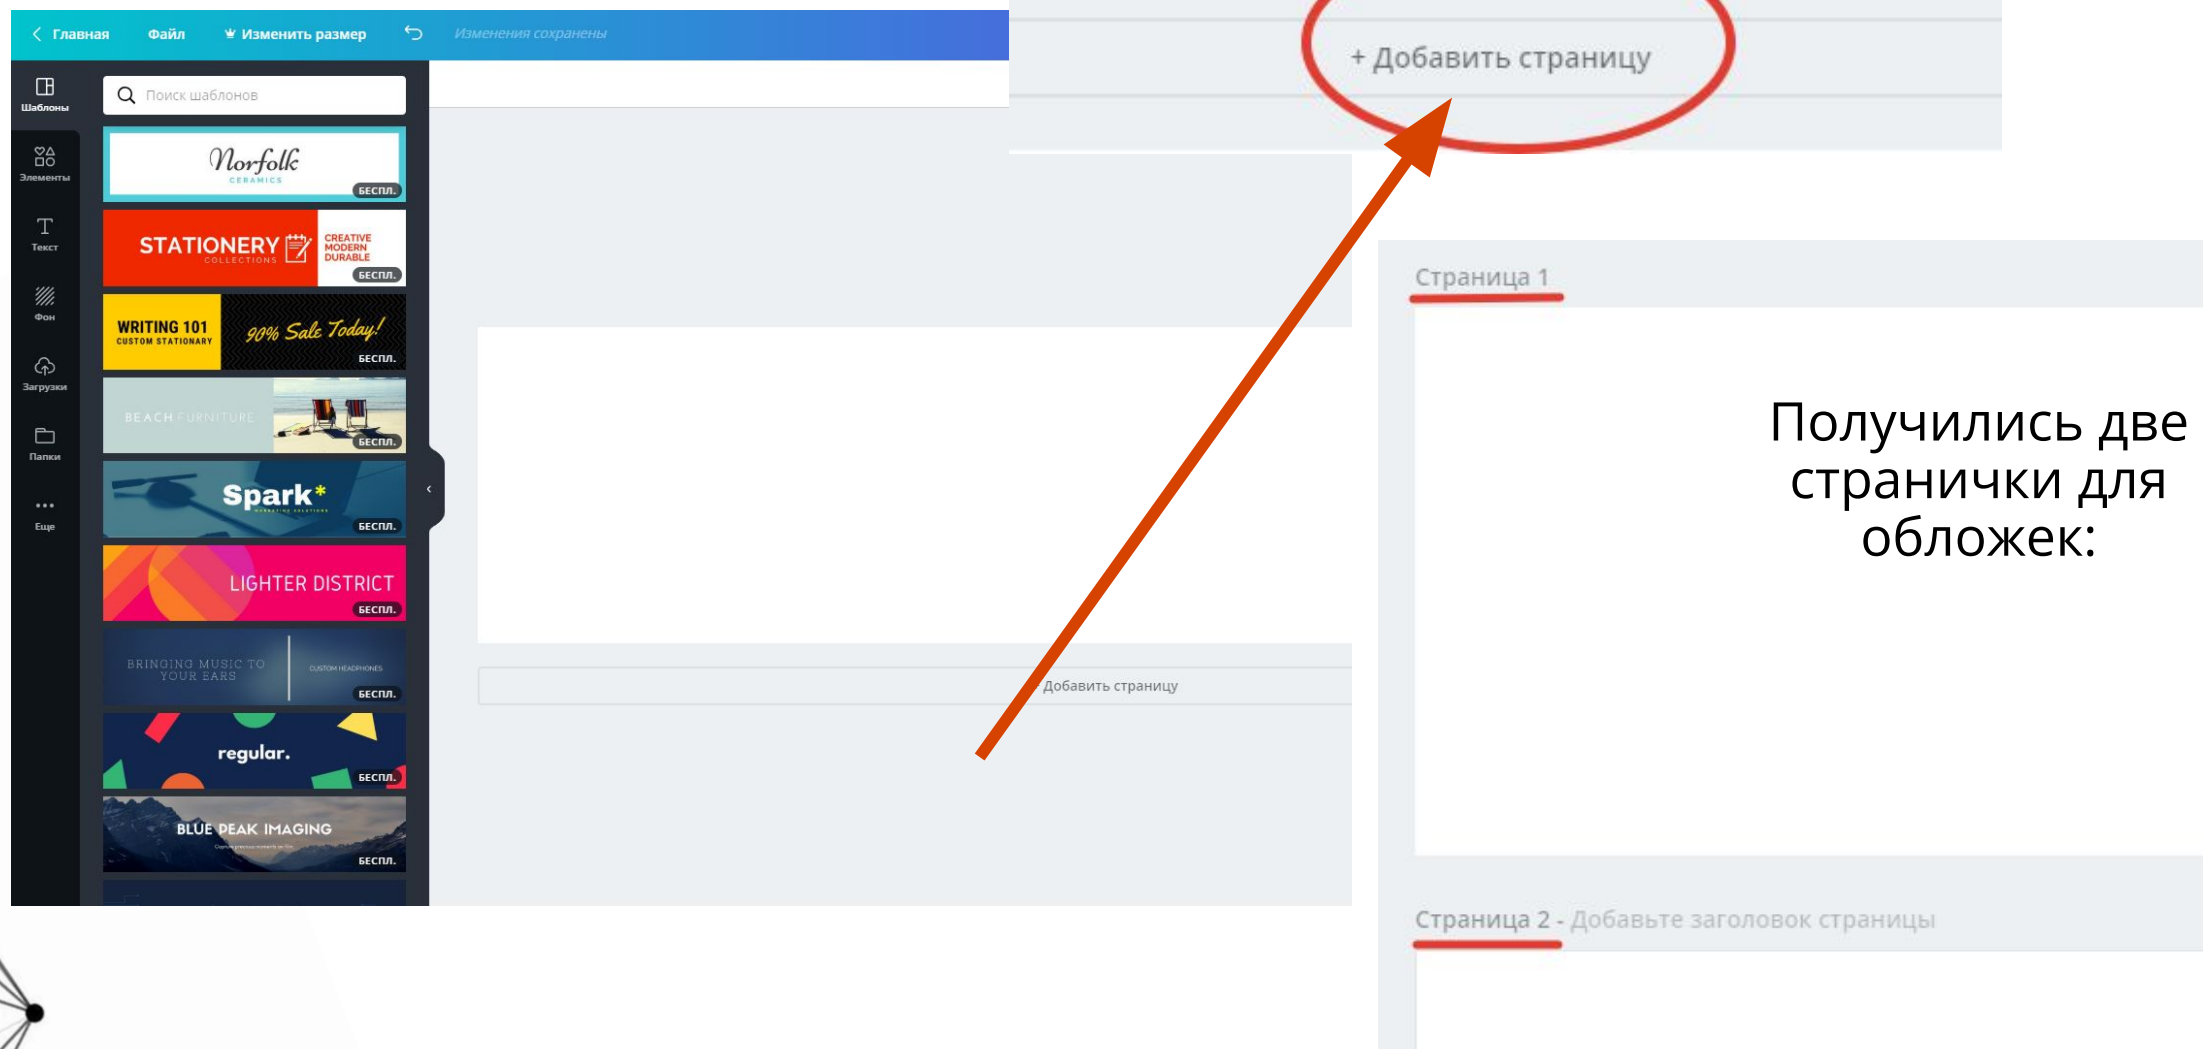 Главная
Файл
Изменить размер
Изменения сохранены
Шаблоны
Элементы
Текст
Фон
Загрузки
Папки
Еще
Поиск шаблонов
Norfolk
CERAMICS
БЕСПЛ.
STATIONERY
COLLECTIONS
CREATIVE
MODERN
DURABLE
БЕСПЛ.
WRITING 101
CUSTOM STATIONARY
90% Sale Today!
БЕСПЛ.
BEACH FURNITURE
БЕСПЛ.
Spark*
MARKETING SOLUTIONS
БЕСПЛ.
LIGHTER DISTRICT
БЕСПЛ.
BRINGING MUSIC TO
YOUR EARS
CUSTOM HEADPHONES
БЕСПЛ.
regular.
БЕСПЛ.
BLUE PEAK IMAGING
БЕСПЛ.
Добавить страницу
+ Добавить страницу
Страница 1
Получились две
странички для
обложек:
Страница 2 - Добавьте заголовок страницы